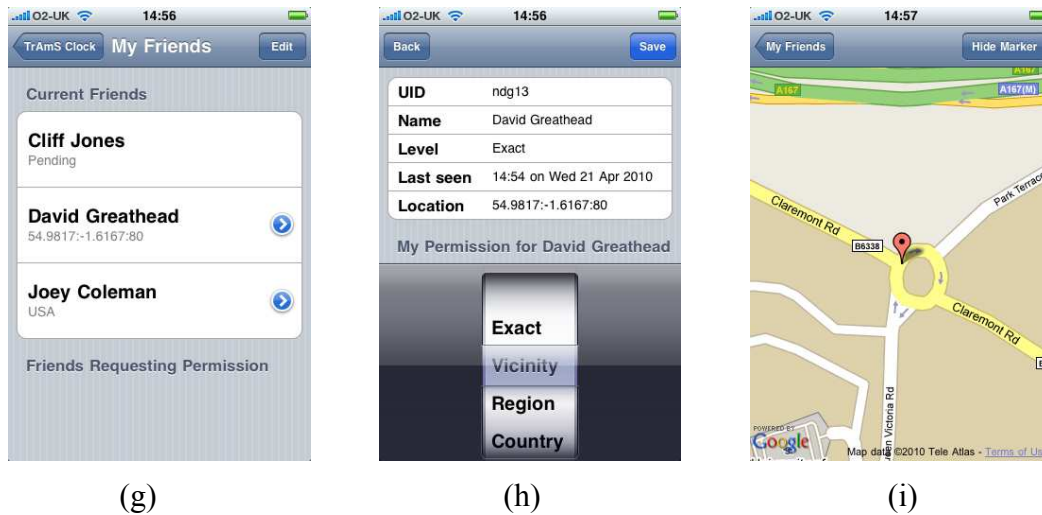 O2-UK 14:56
TrAmS Clock My Friends Edit
Current Friends
Cliff Jones
Pending
David Greathead
54.9817:-1.6167:80
Joey Coleman
USA
Friends Requesting Permission
(g)
O2-UK 14:56
Back Save
UID ndg13
Name David Greathead
Level Exact
Last seen 14:54 on Wed 21 Apr 2010
Location 54.9817:-1.6167:80
My Permission for David Greathead
Exact
Vicinity
Region
Country
(h)
O2-UK 14:57
My Friends Hide Marker
A167
A167
A167(M)
Park Terrace
Claremont Rd
B6338
Claremont Rd
Victoria Rd
POWERED BY
Google
Map data ©2010 Tele Atlas - Terms of Us
(i)